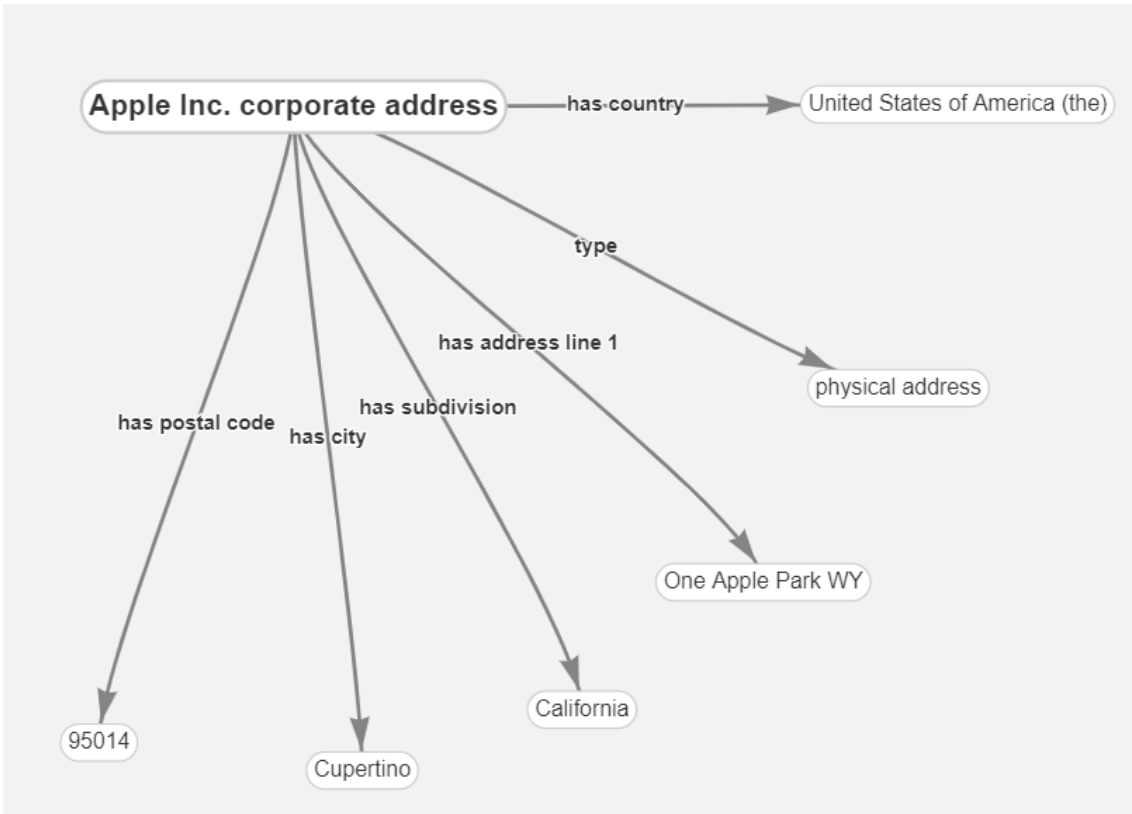 Apple Inc. corporate address
has country
United States of America (the)
type
has address line 1
physical address
has subdivision
has postal code
has city
One Apple Park WY
California
95014
Cupertino